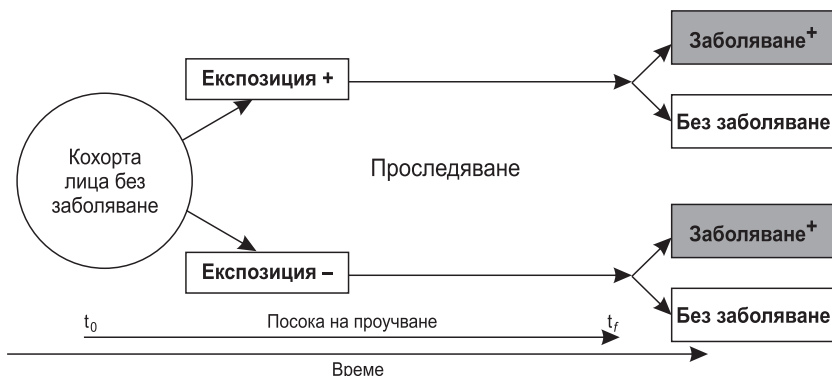 Заболяване+
Експозиция +
Без заболяване
Кохорта
лица без
заболяване
Проследяване
Заболяване+
Експозиция –
Без заболяване
t0 Посока на проучване tf
Време